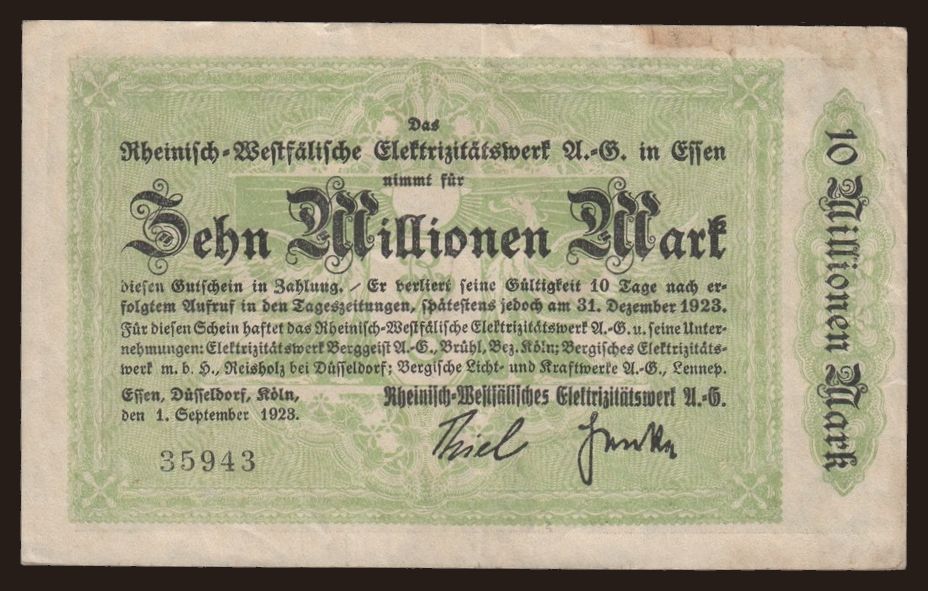 Das
Rheinisch-Westfälische Elektrizitätswerk A.-G. in Essen
nimmt für
Zehn Millionen Mark
diesen Gutschein in Zahlung. / Er verliert seine Gültigkeit 10 Tage nach er-
folgtem Aufruf in den Tageszeitungen, spätestens jedoch am 31. Dezember 1923.
Für diesen Schein haftet das Rheinisch-Westfälische Elektrizitätswerk A.-G. u. seine Unter-
nehmungen: Elektrizitätswerk Berggeist A.-G., Brühl, Bez. Köln; Bergisches Elektrizitäts-
werk m. b. H., Reisholz bei Düsseldorf; Bergische Licht- und Kraftwerke A.-G., Lennep.
Essen, Düsseldorf, Köln,
den 1. September 1923.
Rheinisch-Westfälisches Elektrizitätswerk A.-G.
Thiel
35943
10 Millionen Mark